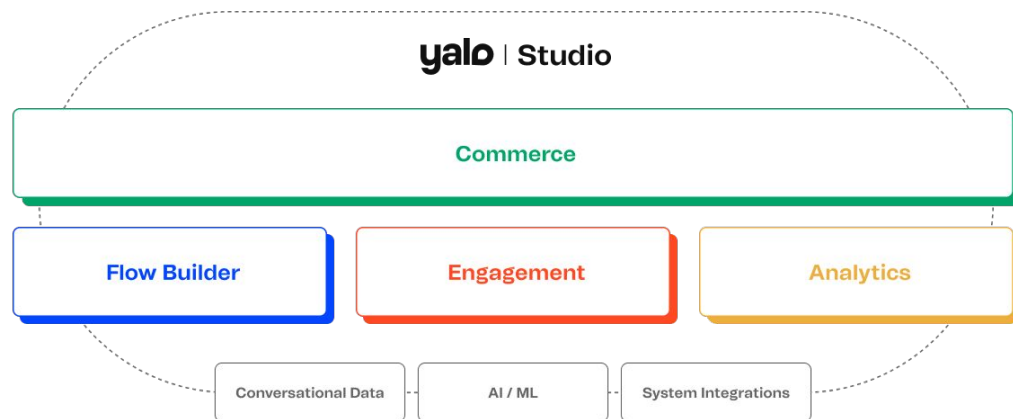 yalo | Studio
Commerce
Flow Builder
Engagement
Analytics
Conversational Data
AI / ML
System Integrations